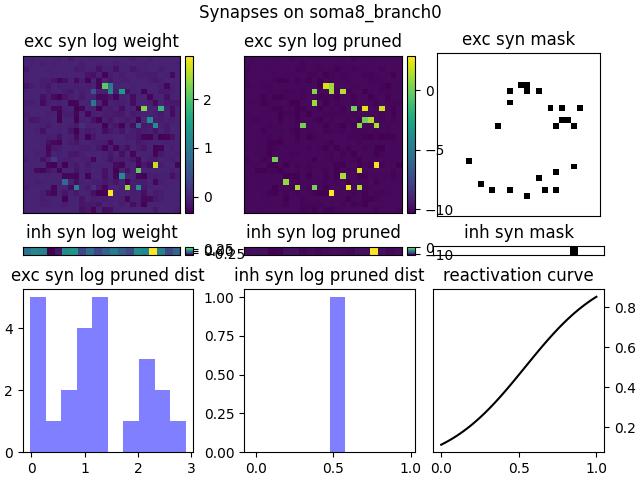 Synapses on soma8_branch0
exc syn log weight
exc syn log pruned
exc syn mask
2
1
0
0
−5
−10
inh syn log weight
inh syn log pruned
inh syn mask
0.25
−0.25
0
−10
exc syn log pruned dist
inh syn log pruned dist
reactivation curve
4
2
0
0 1 2 3
1.00
0.75
0.50
0.25
0.00
0.0 0.5 1.0
0.8
0.6
0.4
0.2
0.0 0.5 1.0